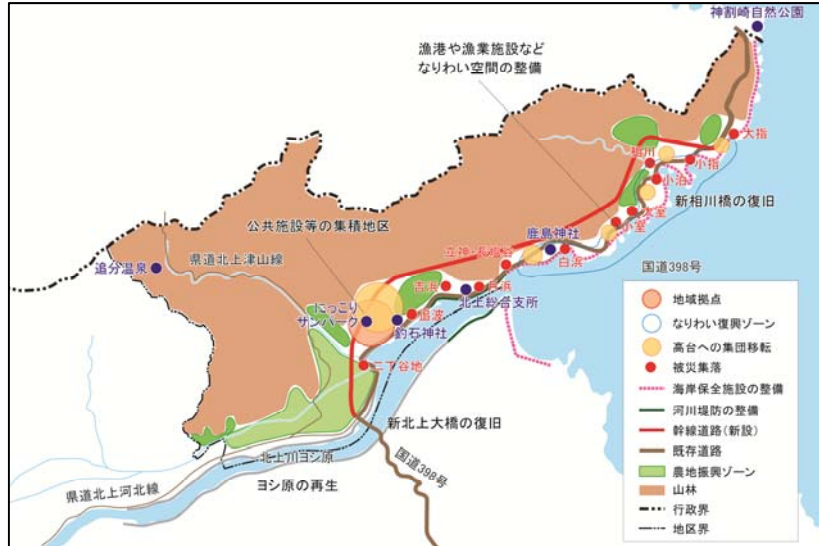 神割崎自然公園
漁港や漁業施設など
なりわい空間の整備
大指
相川
小指
小泊
新相川橋の復旧
大室
小室
公共施設等の集積地区
鹿島神社
立神・長塩谷
白浜
追分温泉
県道北上津山線
国道398号
吉浜
月浜
北上総合支所
にっこり
サンパーク
追波
釣石神社
二丁谷地
新北上大橋の復旧
北上川ヨシ原
国道398号
県道北上河北線
ヨシ原の再生
地域拠点
なりわい復興ゾーン
高台への集団移転
被災集落
海岸保全施設の整備
河川堤防の整備
幹線道路(新設)
既存道路
農地振興ゾーン
山林
行政界
地区界